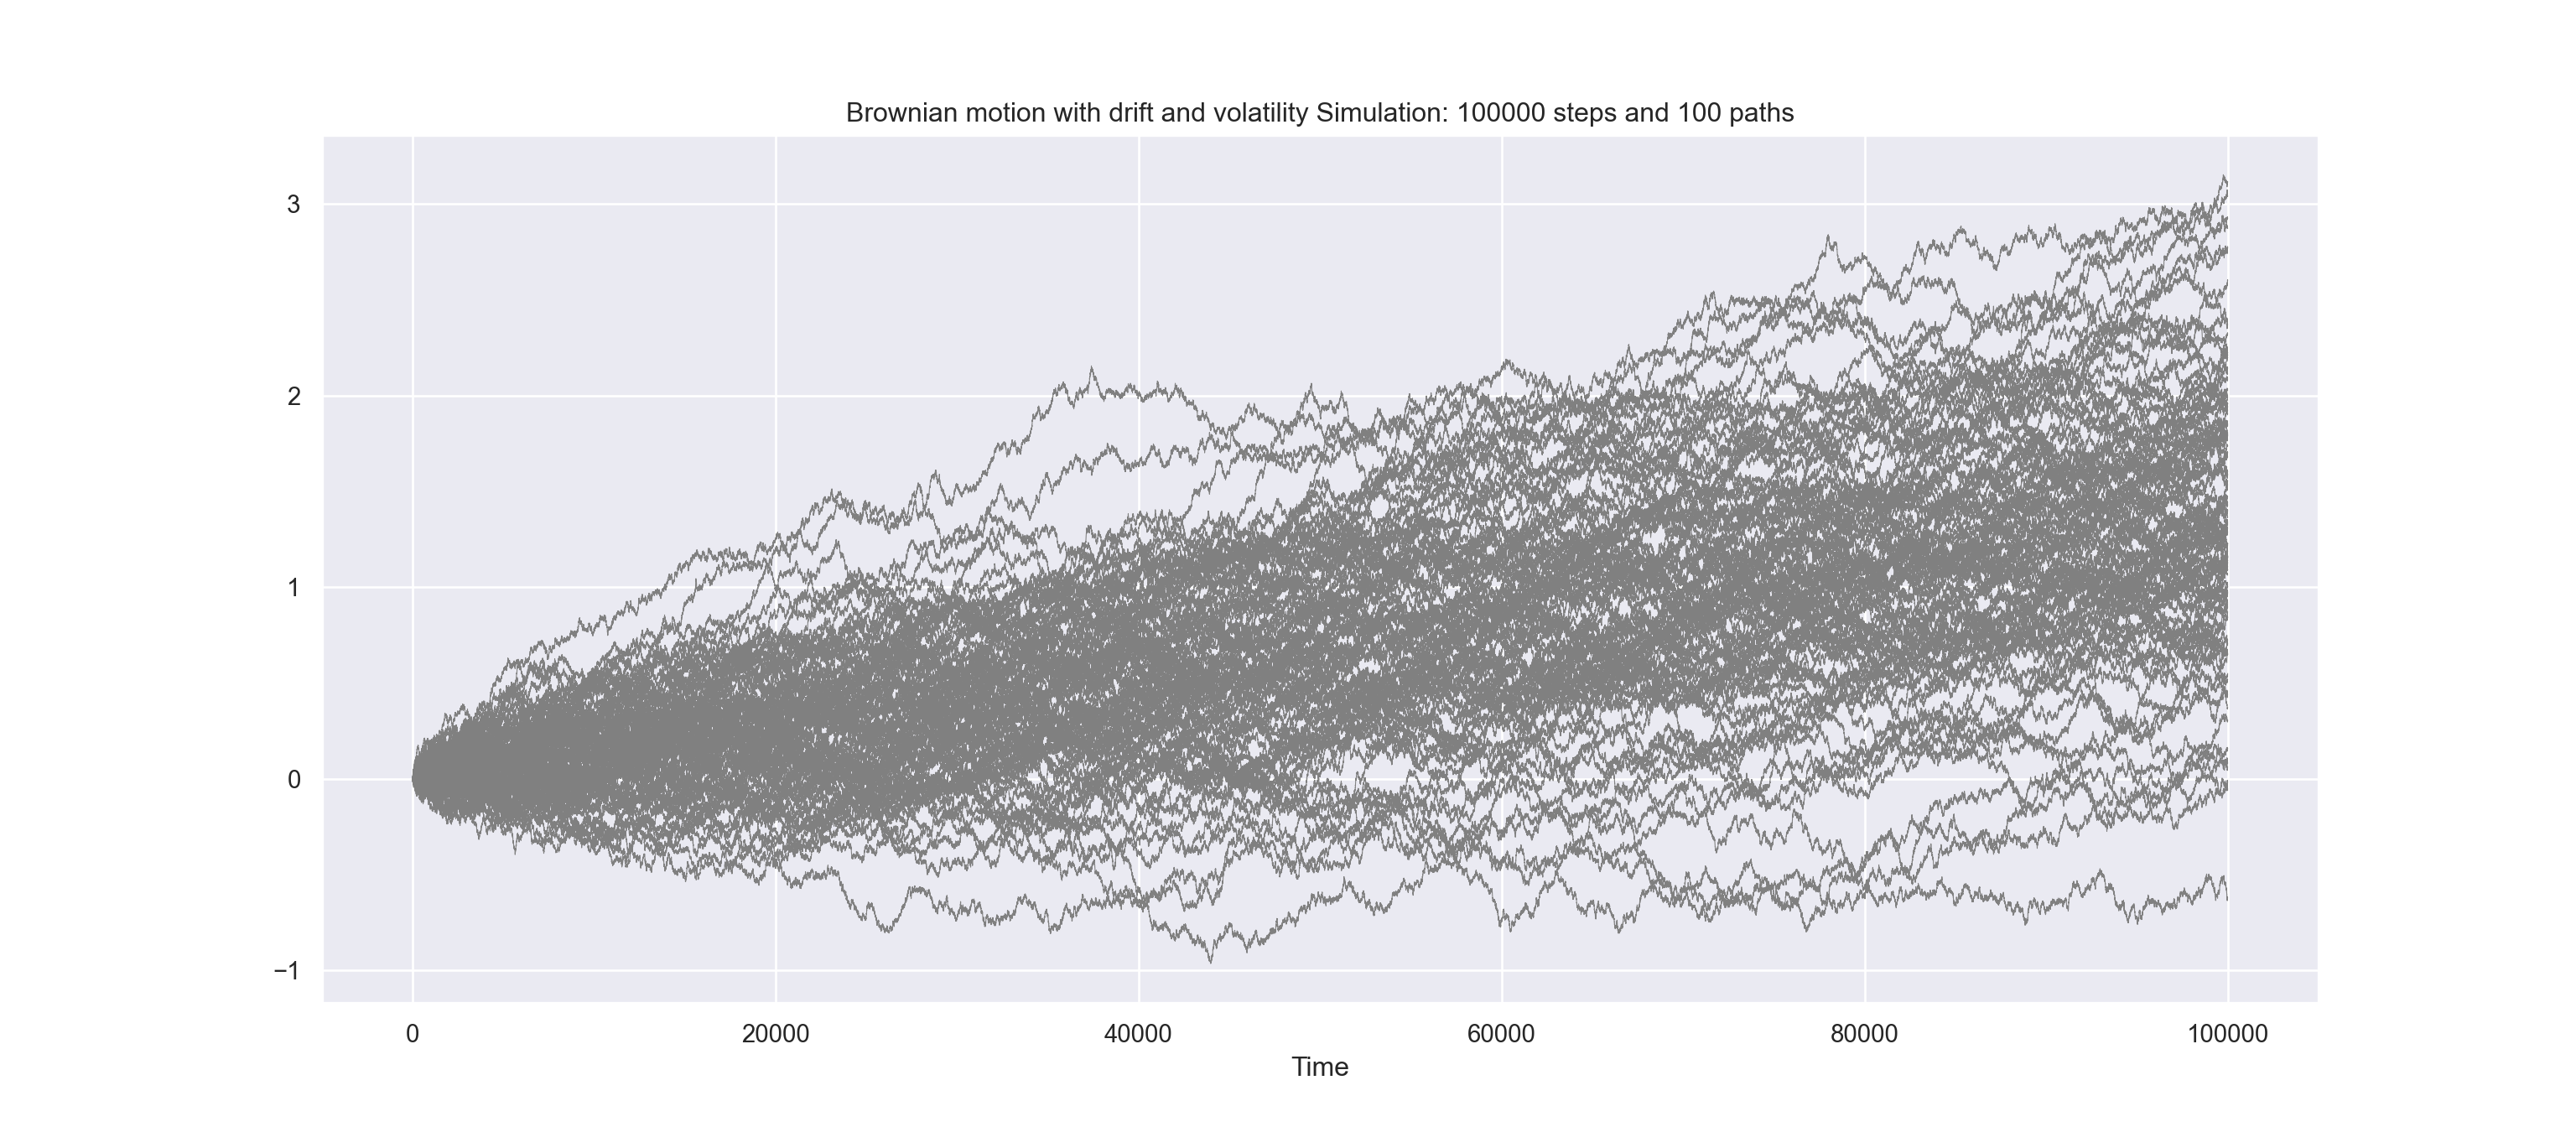 Brownian motion with drift and volatility Simulation: 100000 steps and 100 paths
3
2
1
0
−1
0 20000 40000 60000 80000 100000
Time